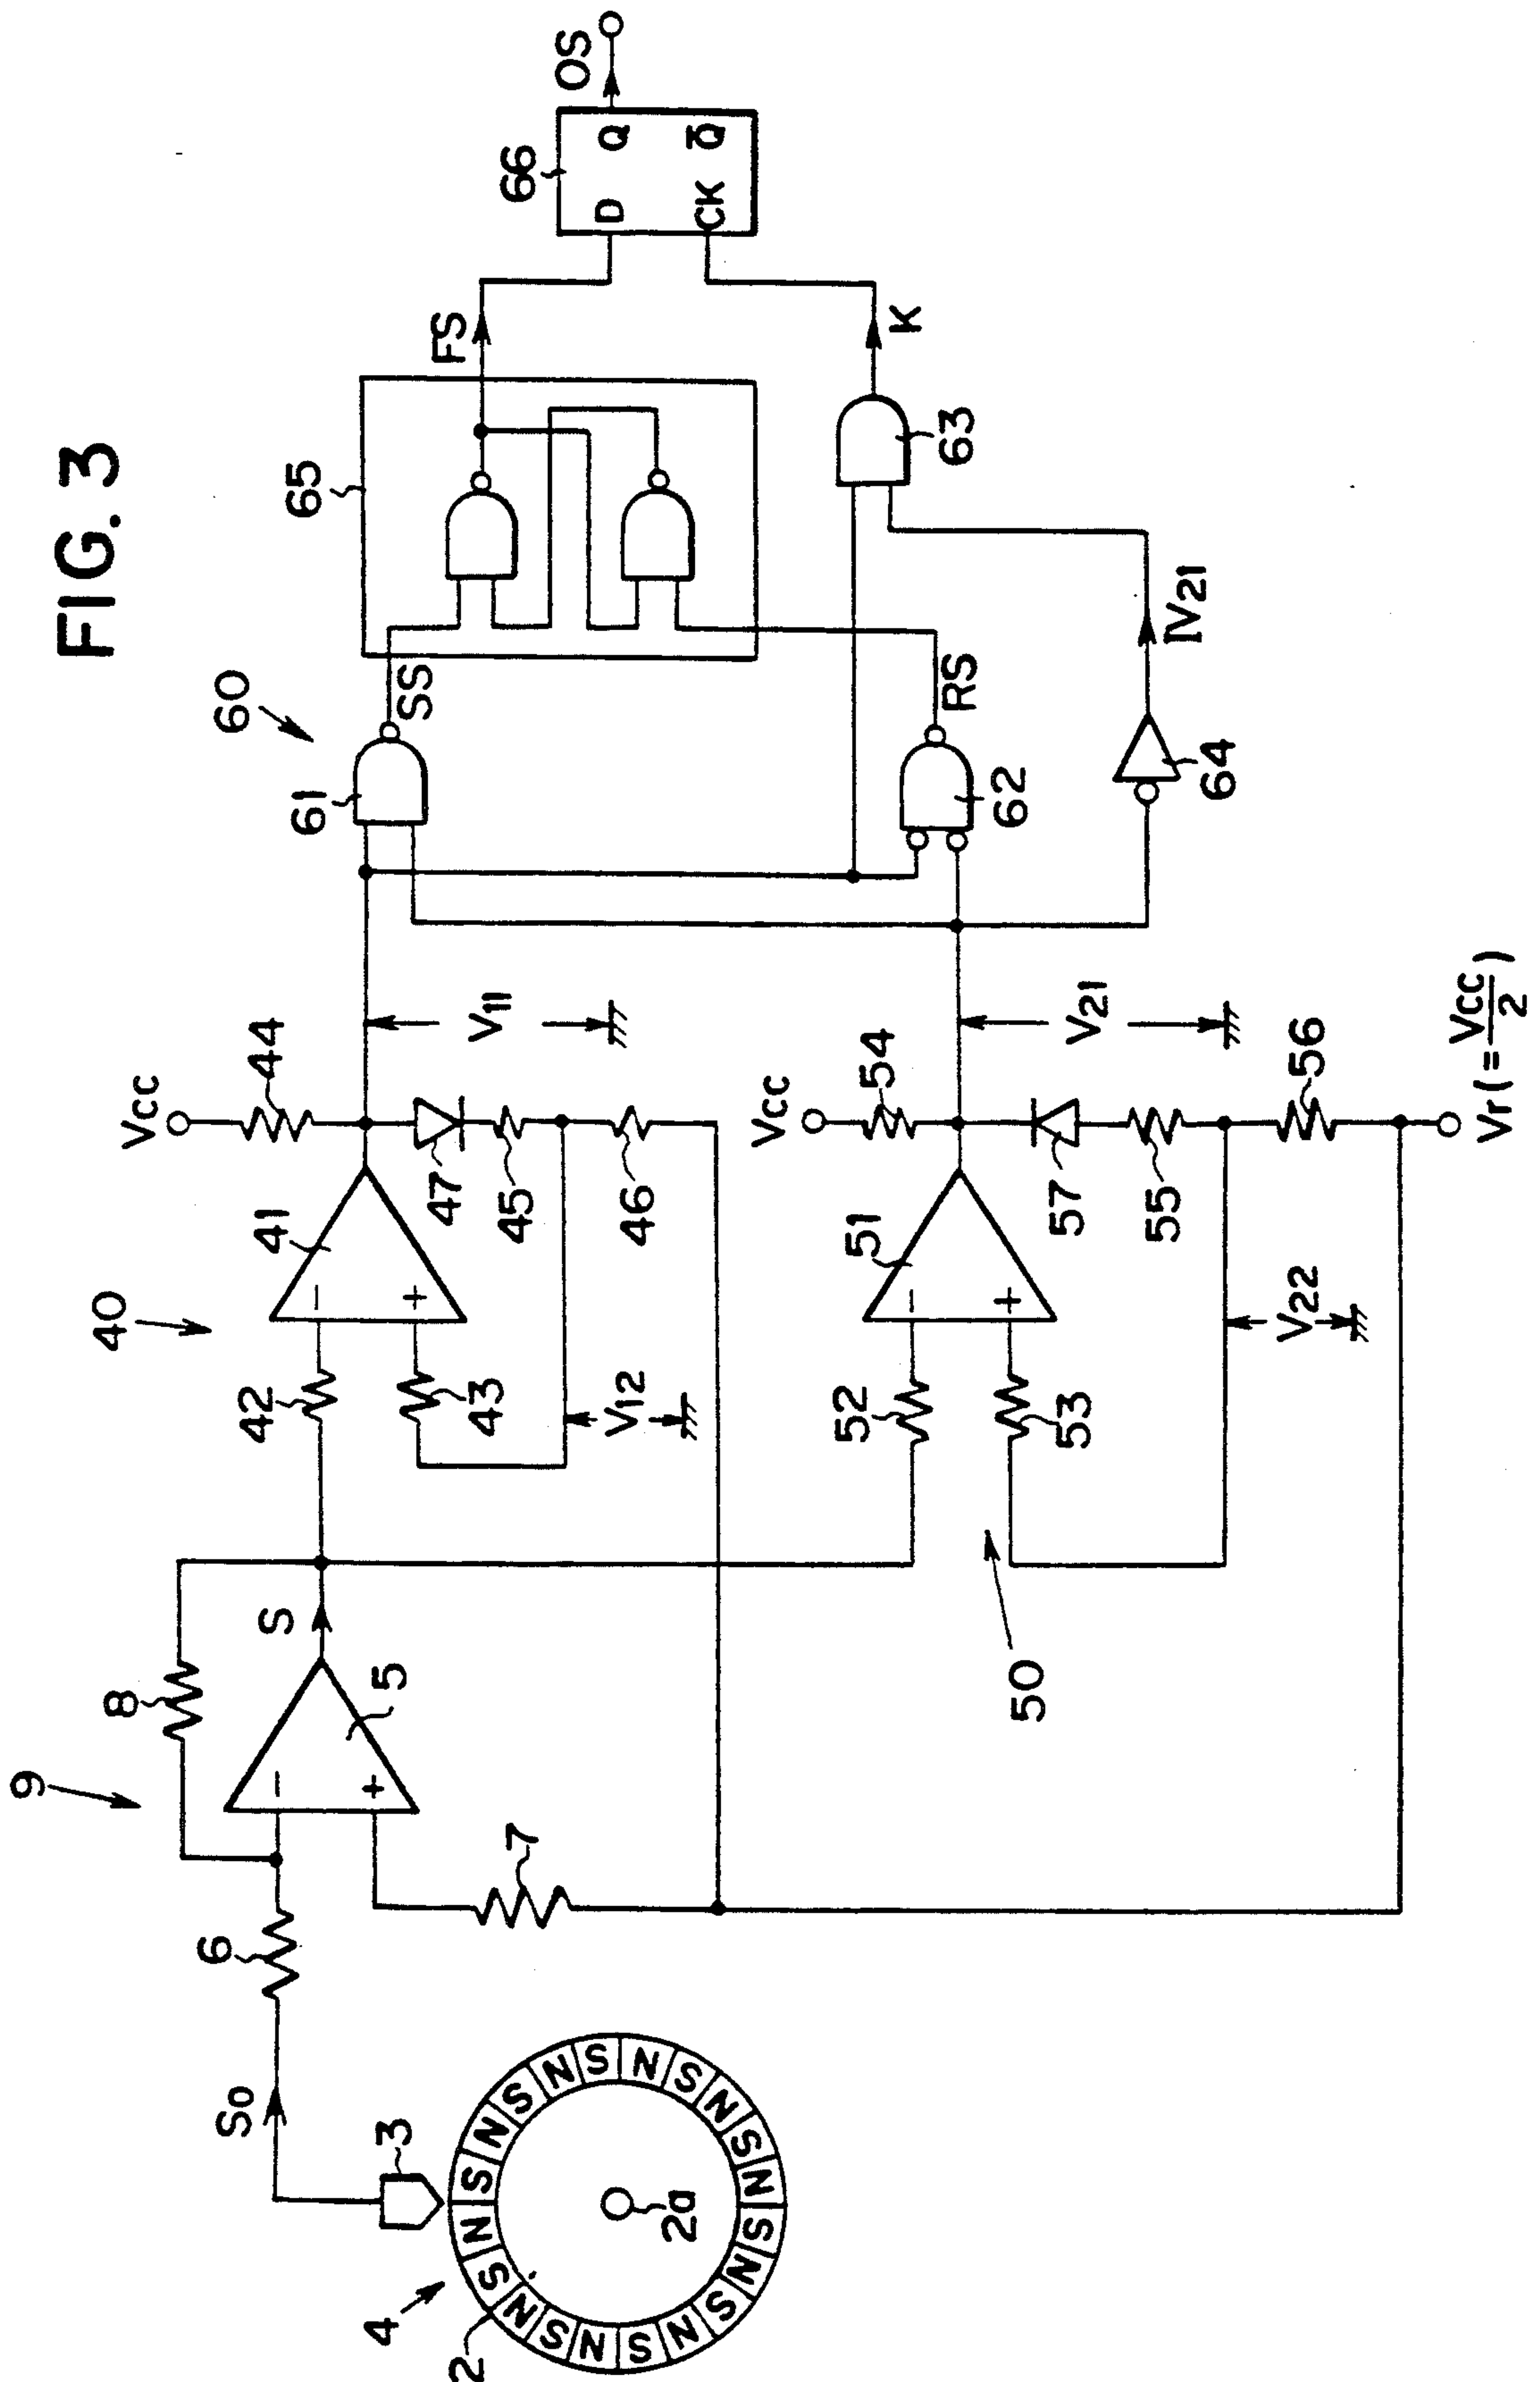 FIG. 3
9
8
S
5
6
7
So
3
4
2
2a
N S N S N S N S N S N S N S N S N S N S N S
40
42
41
43
V12
Vcc
44
47
45
46
V11
50
52
51
53
V22
Vcc
54
57
55
56
V21
Vr (= VCC/2)
60
61
SS
62
RS
64
IV21
65
FS
63
K
66
D Q
CK Q̅
OS